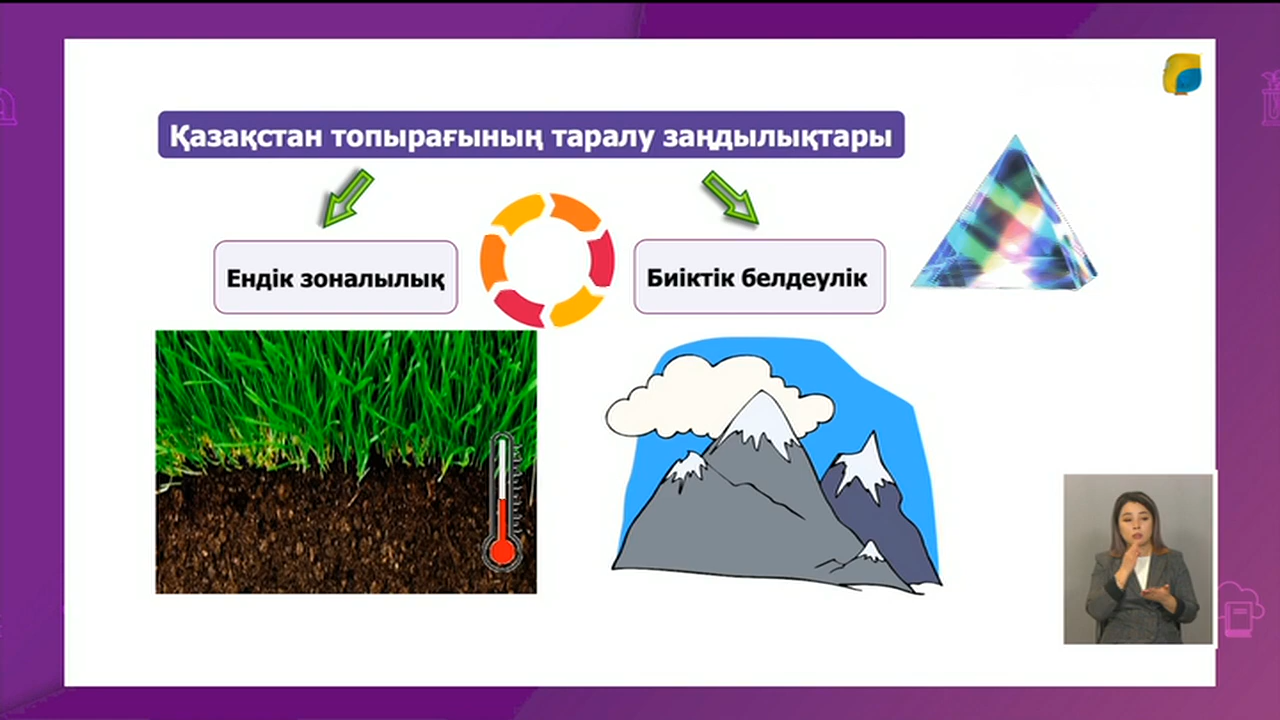 Қазақстан топырағының таралу заңдылықтары
Ендік зоналылық
Биіктік белдеулік